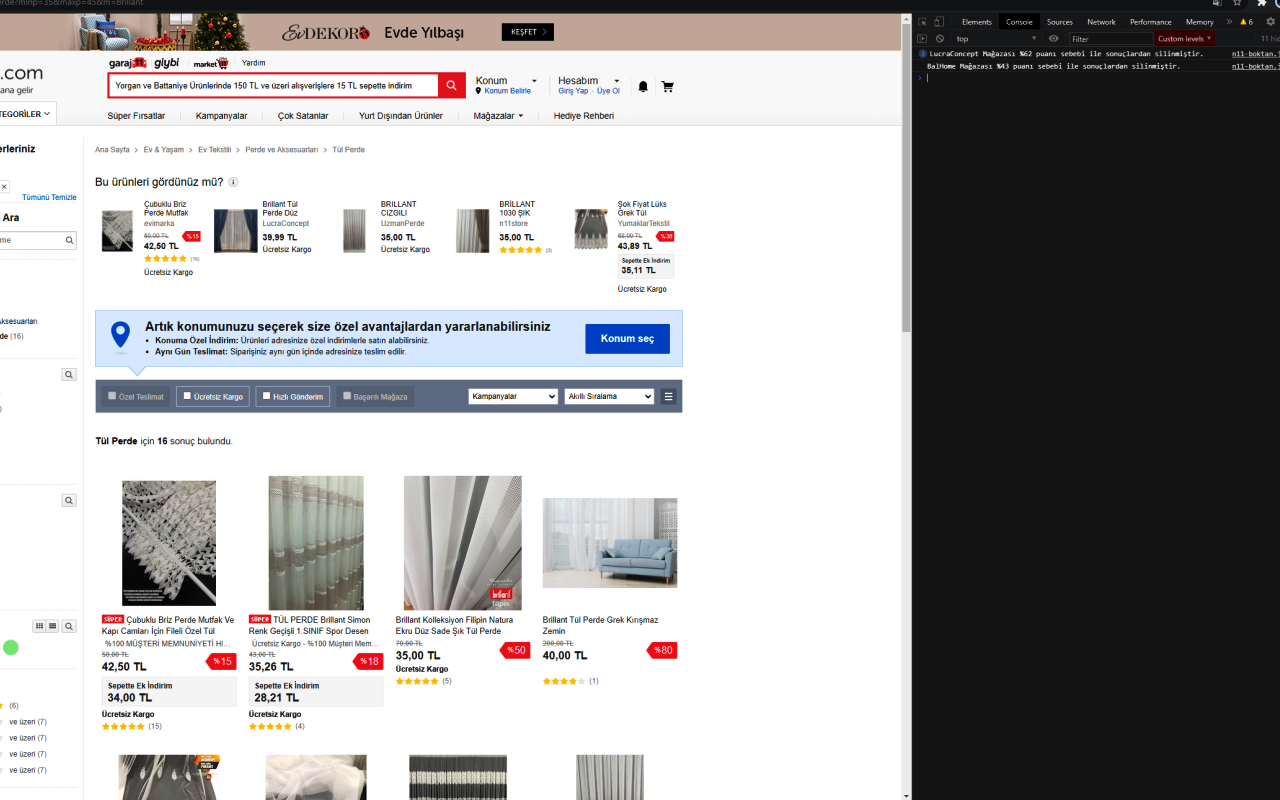 erderminp=35&maxp=45&m=Brillant
EVDEKOR Evde Yılbaşı KEŞFET
Elements Console Sources Network Performance Memory » 6
top Filter Custom levels 11 hi
LucraConcept Mağazası %62 puanı sebebi ile sonuçlardan silinmiştir. n11-boktan.
BalHome Mağazası %43 puanı sebebi ile sonuçlardan silinmiştir. n11-boktan.
garaj11 giybi market Yardım
.com
ana gelir
Yorgan ve Battaniye Ürünlerinde 150 TL ve üzeri alışverişlere 15 TL sepette indirim
Konum
Konum Belirle
Hesabım
Giriş Yap · Üye Ol
TEGORİLER
Süper Fırsatlar Kampanyalar Çok Satanlar Yurt Dışından Ürünler Mağazalar Hediye Rehberi
erleriniz
Tümünü Temizle
Ara
me
Aksesuarları
de (16)
(6)
ve üzeri (7)
ve üzeri (7)
ve üzeri (7)
ve üzeri (7)
Ana Sayfa > Ev & Yaşam > Ev Tekstili > Perde ve Aksesuarları > Tül Perde
Bu ürünleri gördünüz mü?
Çubuklu Briz
Perde Mutfak
evimarka
50,00 TL %15
42,50 TL
(15)
Ücretsiz Kargo
Brillant Tül
Perde Düz
LucraConcept
39,99 TL
Ücretsiz Kargo
BRILLANT
CIZGILI
UzmanPerde
35,00 TL
Ücretsiz Kargo
BRİLLANT
1030 ŞIK
n11store
35,00 TL
(2)
Şok Fiyat Lüks
Grek Tül
YumaklarTekstil
68,00 TL %36
43,89 TL
Sepette Ek İndirim
35,11 TL
Ücretsiz Kargo
Artık konumunuzu seçerek size özel avantajlardan yararlanabilirsiniz
• Konuma Özel İndirim: Ürünleri adresinize özel indirimlerle satın alabilirsiniz.
• Aynı Gün Teslimat: Siparişiniz aynı gün içinde adresinize teslim edilir.
Konum seç
Özel Teslimat Ücretsiz Kargo Hızlı Gönderim Başarılı Mağaza Kampanyalar Akıllı Sıralama
Tül Perde için 16 sonuç bulundu.
SÜPER Çubuklu Briz Perde Mutfak Ve
Kapı Camları İçin Fileli Özel Tül
%100 MÜŞTERİ MEMNUNİYETİ Hİ...
50,00 TL
42,50 TL
%15
Sepette Ek İndirim
34,00 TL
Ücretsiz Kargo
(15)
SÜPER TÜL PERDE Brillant Simon
Renk Geçişli 1.SINIF Spor Desen
Ücretsiz Kargo - %100 Müşteri Mem...
43,00 TL
35,26 TL
%18
Sepette Ek İndirim
28,21 TL
Ücretsiz Kargo
(4)
brillant
filipin
Brillant Kolleksiyon FIlipin Natura
Ekru Düz Sade Şık Tül Perde
70,00 TL
35,00 TL
%50
Ücretsiz Kargo
(5)
Brillant Tül Perde Grek Kırışmaz
Zemin
200,00 TL
40,00 TL
%80
(1)